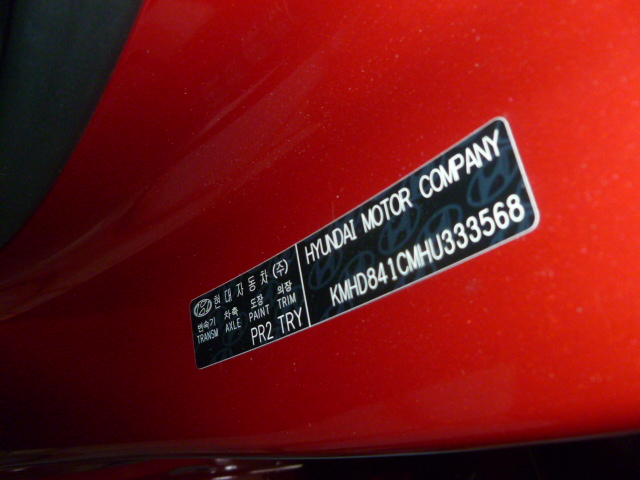 현대자동차(주)
변속기 차축 도장 의장
TRANSM AXLE PAINT TRIM
PR2 TRY
HYUNDAI MOTOR COMPANY
KMHD841CMHU333568